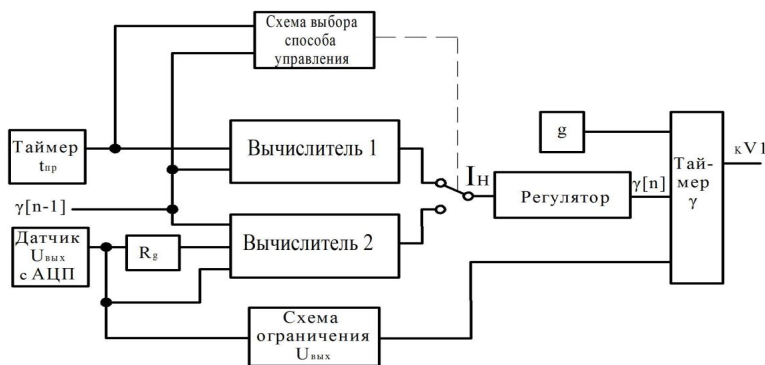 Схема выбора
способа
управления
Таймер
tпр
Вычислитель 1
g
Тай-
мер
γ
кV1
Iн
Регулятор
γ[n]
γ[n-1]
Датчик
Uвых
с АЦП
Rg
Вычислитель 2
Схема
ограничения
Uвых